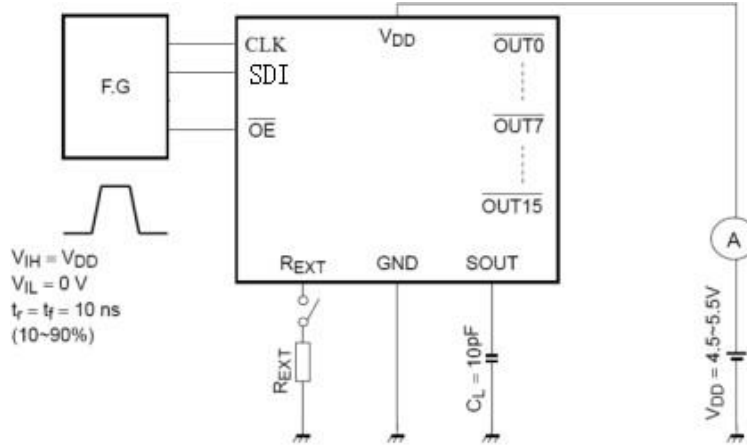 F.G
CLK
SDI
OE
VDD
OUT0
OUT7
OUT15
REXT
GND
SOUT
A
VIH = VDD
VIL = 0 V
tr = tf = 10 ns
(10~90%)
REXT
CL = 10pF
VDD = 4.5~5.5V